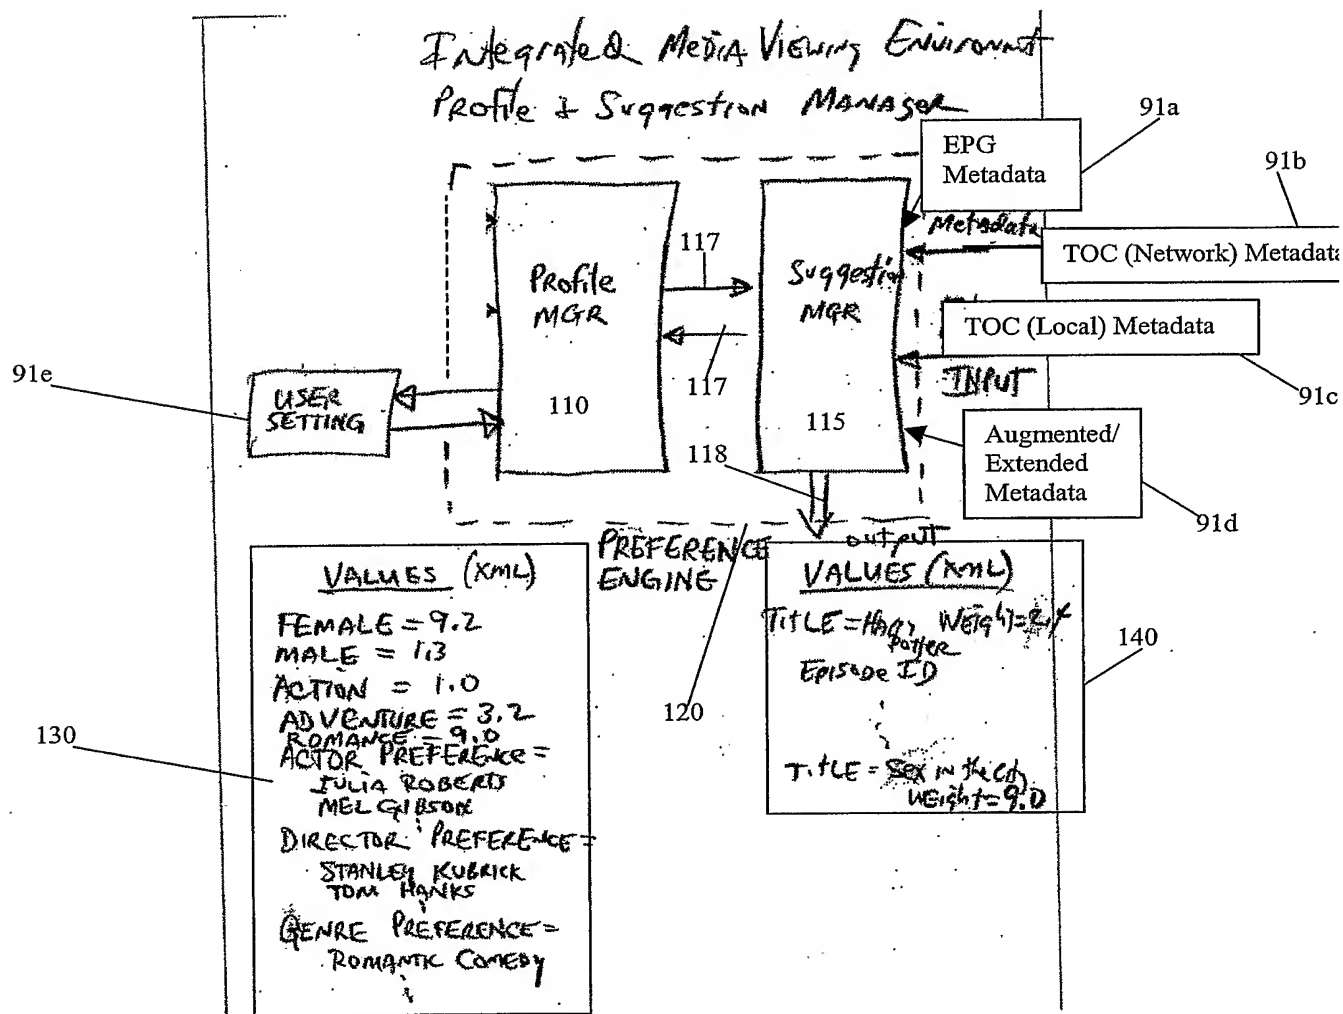 Integrated Media Viewing Environmt
Profile & Suggestion Manager
91a
EPG
Metadata
91b
Metadata
TOC (Network) Metadata
117
Profile
MGR
Suggestion
MGR
TOC (Local) Metadata
91e
USER
SETTING
117
INPUT
91c
110
115
118
Augmented/
Extended
Metadata
91d
PREFERENCE
ENGINE
output
VALUES (XML)
FEMALE = 9.2
MALE = 1.3
ACTION = 1.0
ADVENTURE = 3.2
ROMANCE = 9.0
ACTOR PREFERENCE =
JULIA ROBERTS
MEL GIBSON
DIRECTOR PREFERENCE =
STANLEY KUBRICK
TOM HANKS
GENRE PREFERENCE =
ROMANTIC COMEDY
130
120
VALUES (XML)
TITLE = Harry Potter Weight =
Episode ID
TITLE = Sex in the City
Weight = 9.0
140